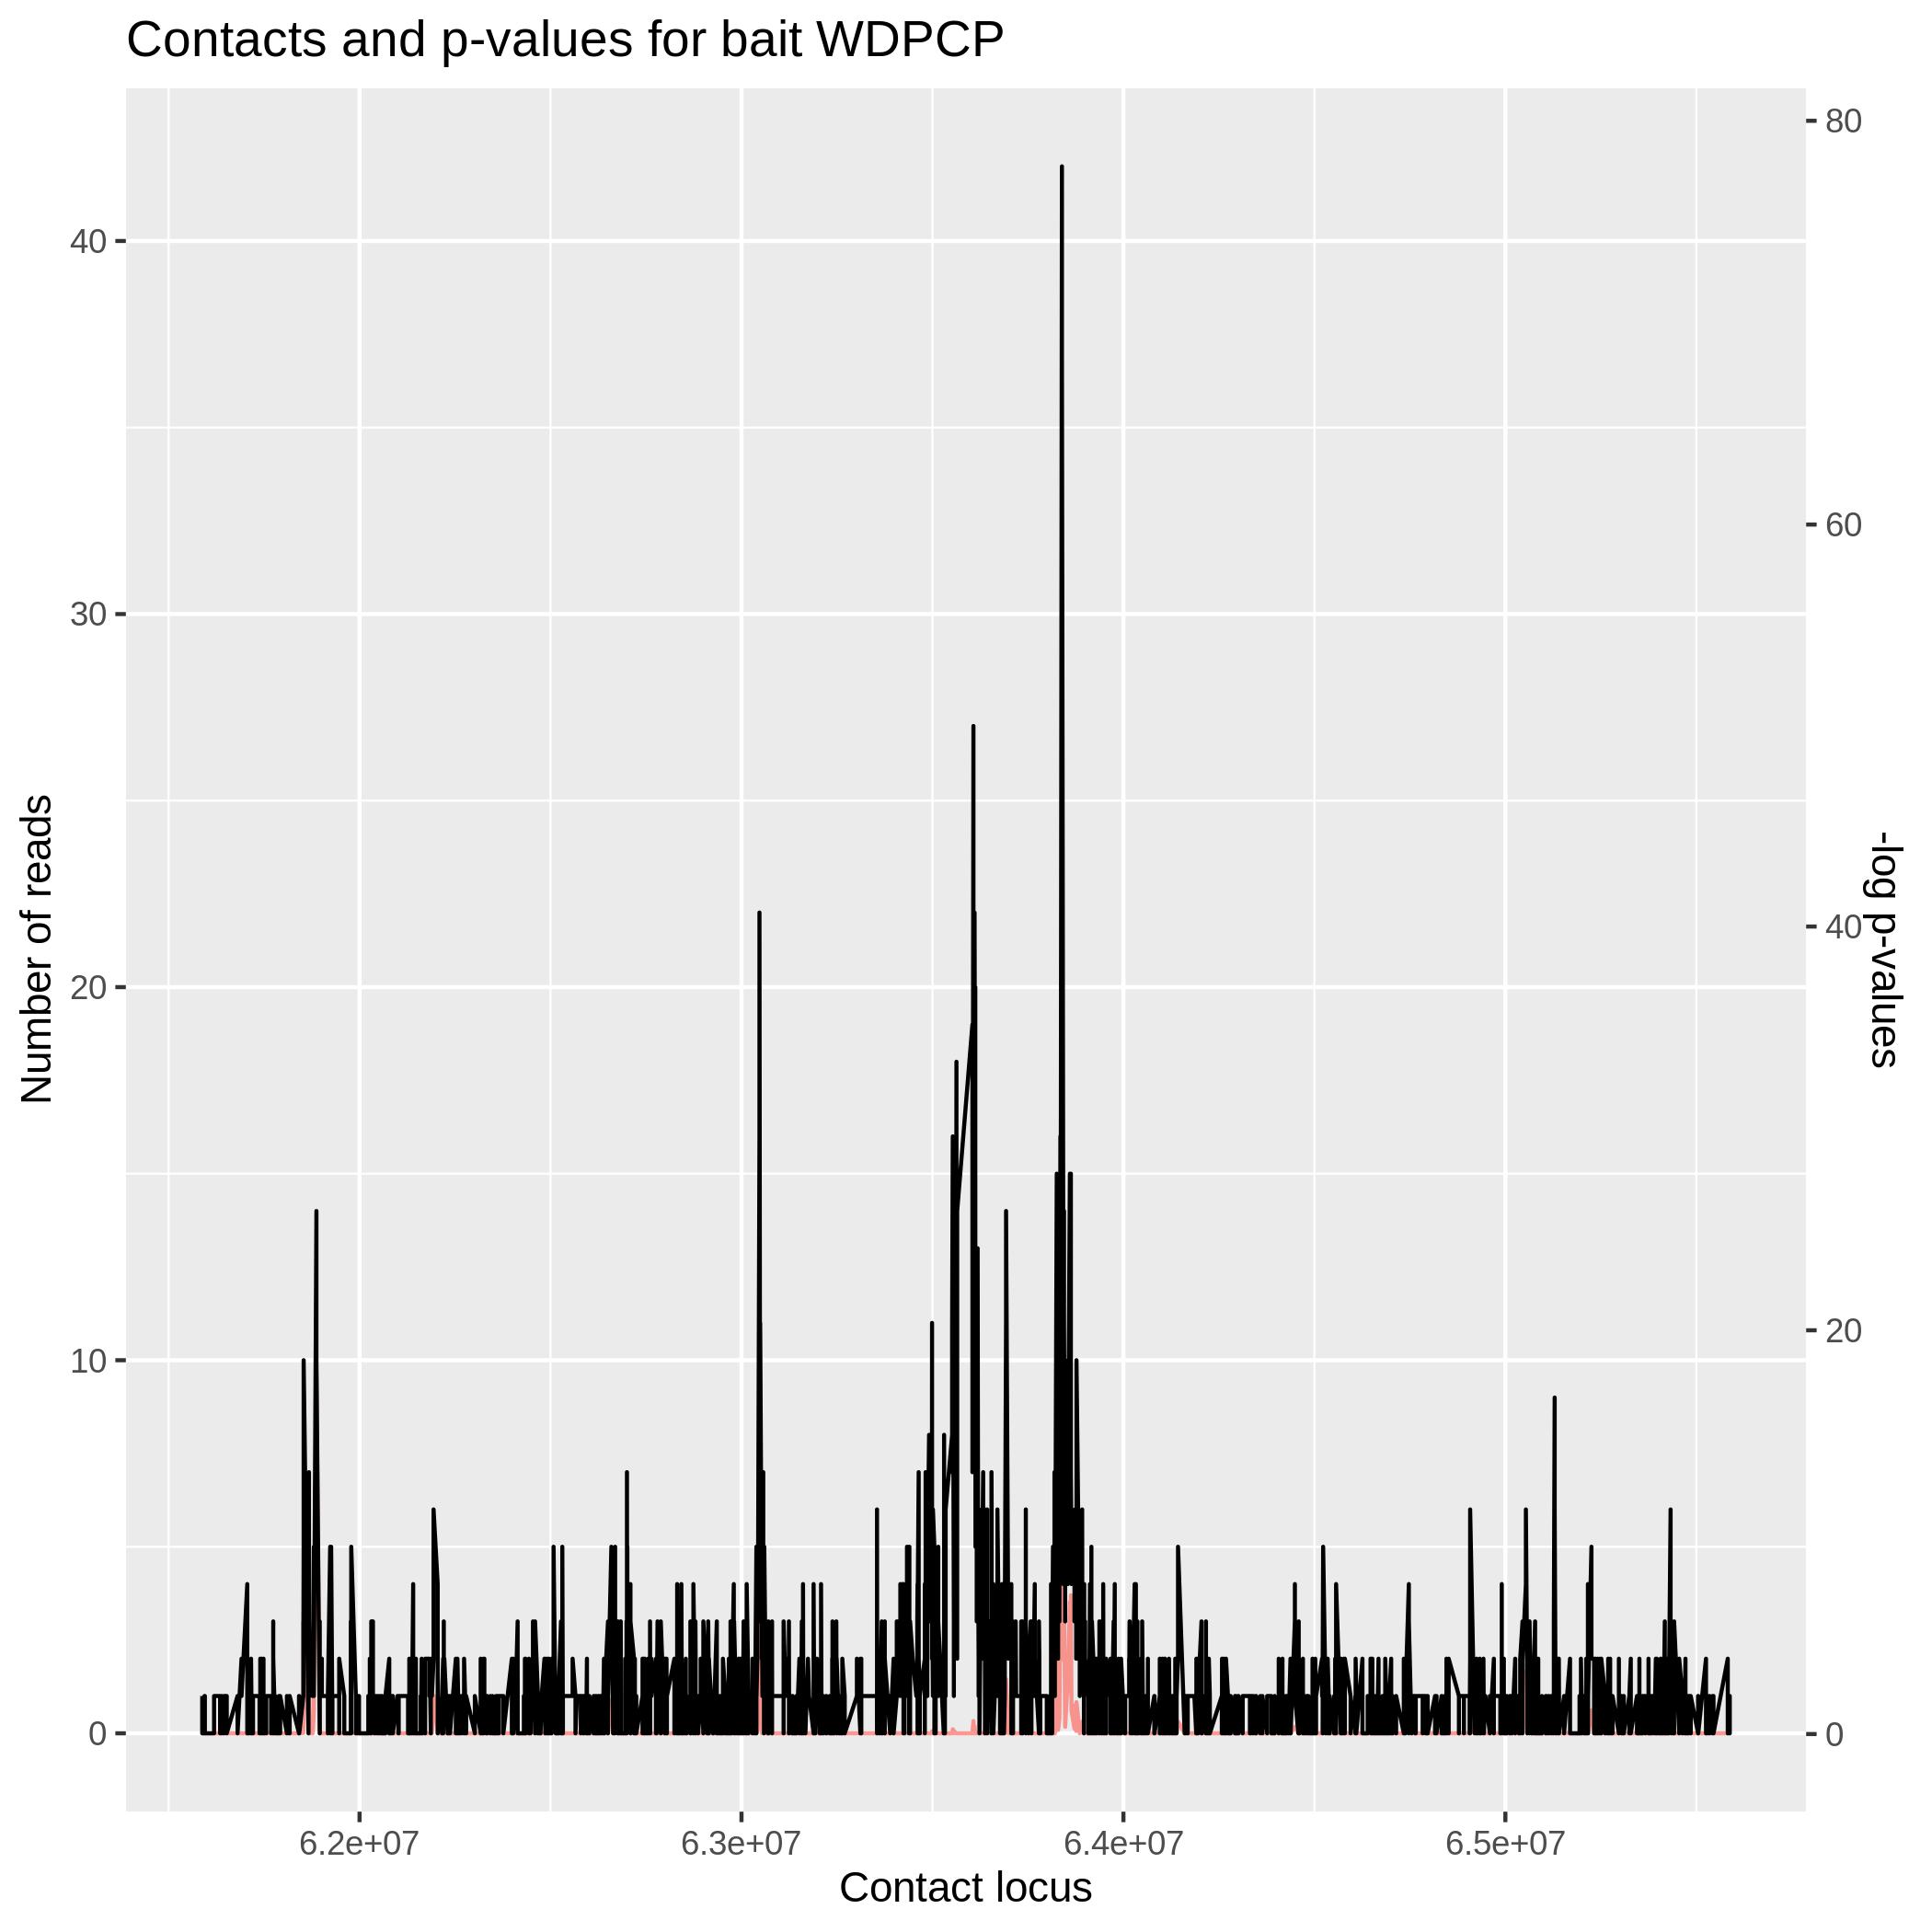 Contacts and p-values for bait WDPCP
Number of reads
40
30
20
10
0
80
60
40
20
0
-log p-values
6.2e+07
6.3e+07
6.4e+07
6.5e+07
Contact locus